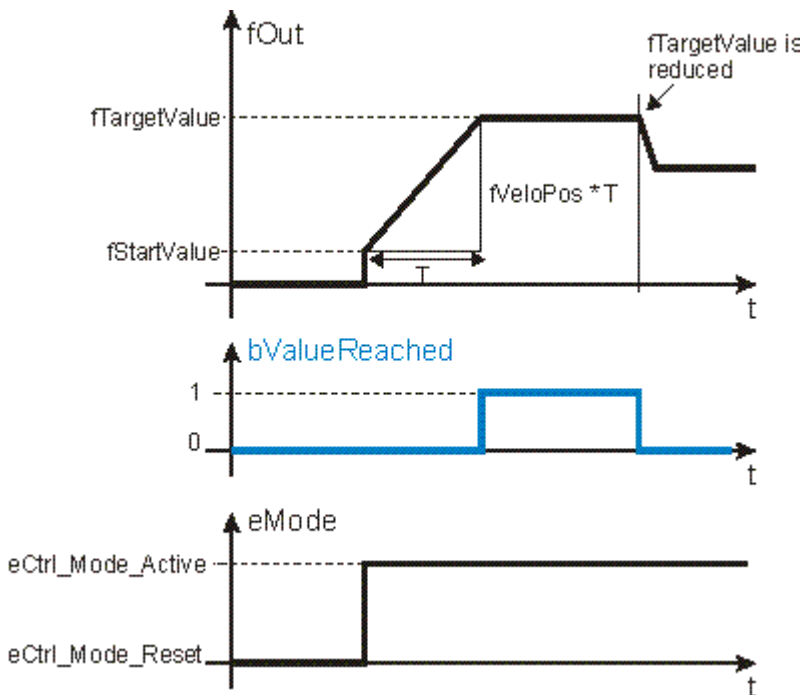 fOut
fTargetValue is
reduced
fTargetValue
fVeloPos * T
fStartValue
T
t
bValueReached
1
0
t
eMode
eCtrl_Mode_Active
eCtrl_Mode_Reset
t